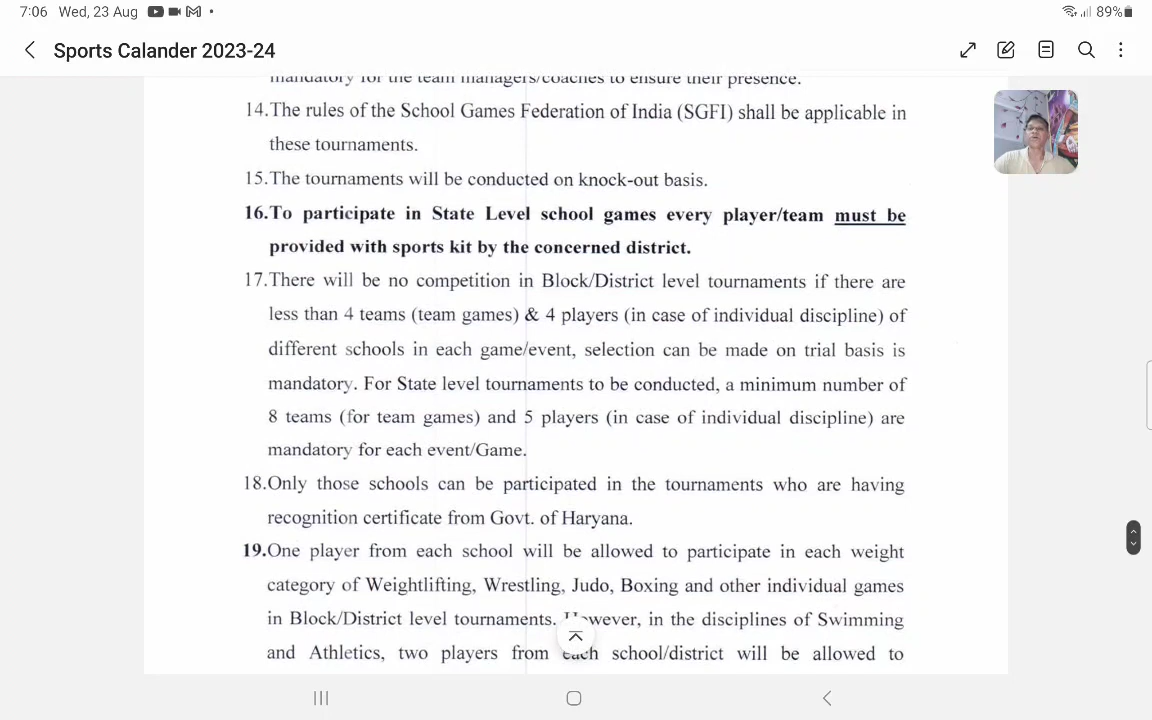 7:06 Wed, 23 Aug
89%
Sports Calander 2023-24
mandatory for the team managers/coaches to ensure their presence.
14.The rules of the School Games Federation of India (SGFI) shall be applicable in
these tournaments.
15.The tournaments will be conducted on knock-out basis.
16.To participate in State Level school games every player/team must be
provided with sports kit by the concerned district.
17.There will be no competition in Block/District level tournaments if there are
less than 4 teams (team games) & 4 players (in case of individual discipline) of
different schools in each game/event, selection can be made on trial basis is
mandatory. For State level tournaments to be conducted, a minimum number of
8 teams (for team games) and 5 players (in case of individual discipline) are
mandatory for each event/Game.
18.Only those schools can be participated in the tournaments who are having
recognition certificate from Govt. of Haryana.
19.One player from each school will be allowed to participate in each weight
category of Weightlifting, Wrestling, Judo, Boxing and other individual games
in Block/District level tournaments. However, in the disciplines of Swimming
and Athletics, two players from each school/district will be allowed to